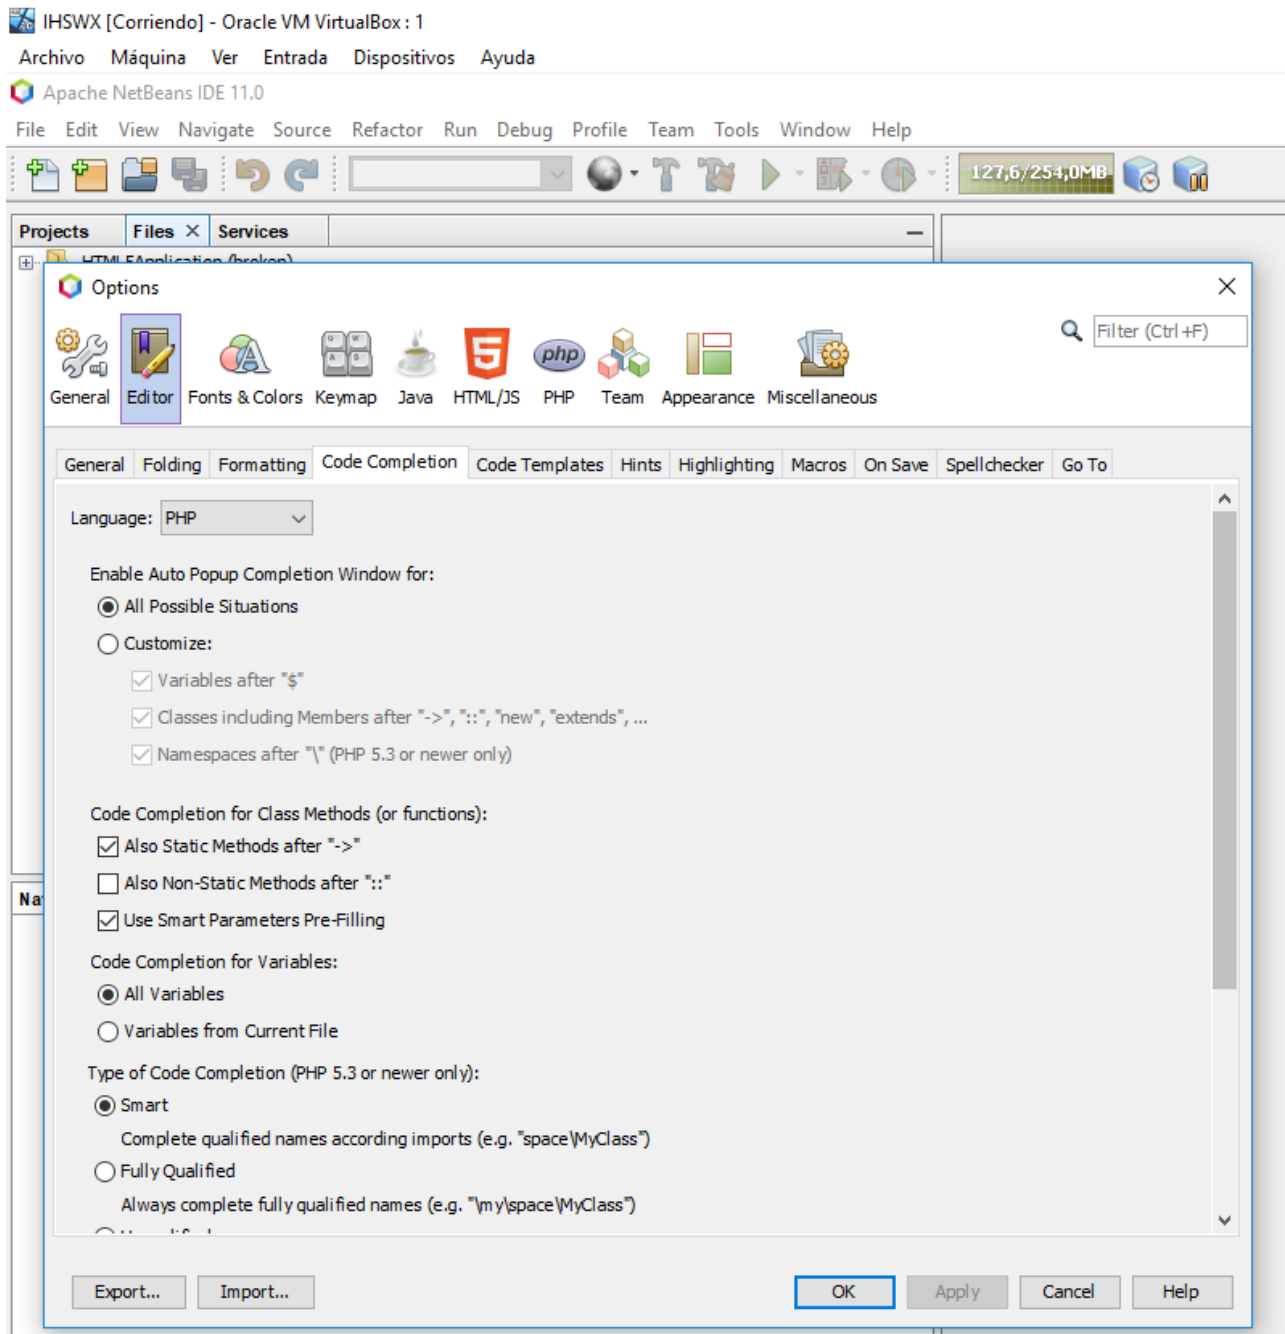 IHSWX [Corriendo] - Oracle VM VirtualBox : 1
Archivo Máquina Ver Entrada Dispositivos Ayuda
Apache NetBeans IDE 11.0
File Edit View Navigate Source Refactor Run Debug Profile Team Tools Window Help
127,6/254,0MB
Projects Files Services
HTML5Application (broken)
Options
Filter (Ctrl+F)
General Editor Fonts & Colors Keymap Java HTML/JS PHP Team Appearance Miscellaneous
General Folding Formatting Code Completion Code Templates Hints Highlighting Macros On Save Spellchecker Go To
Language: PHP
Enable Auto Popup Completion Window for:
All Possible Situations
Customize:
Variables after "$"
Classes including Members after "->", "::", "new", "extends", ...
Namespaces after "\" (PHP 5.3 or newer only)
Code Completion for Class Methods (or functions):
Also Static Methods after "->"
Also Non-Static Methods after "::"
Na
Use Smart Parameters Pre-Filling
Code Completion for Variables:
All Variables
Variables from Current File
Type of Code Completion (PHP 5.3 or newer only):
Smart
Complete qualified names according imports (e.g. "space\MyClass")
Fully Qualified
Always complete fully qualified names (e.g. "\my\space\MyClass")
Export... Import... OK Apply Cancel Help